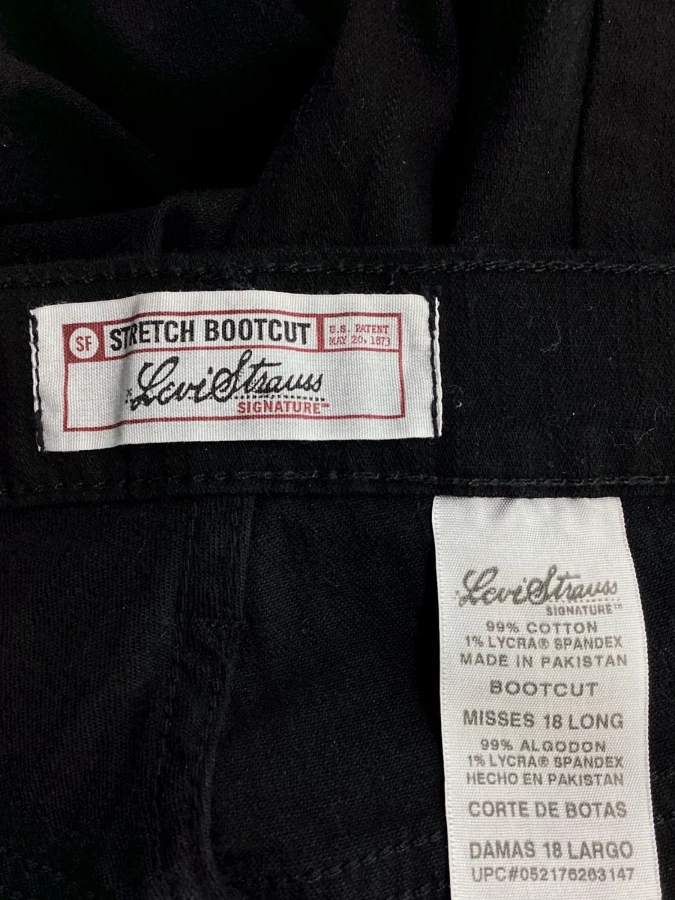 SF STRETCH BOOTCUT U.S. PATENT
MAY 20, 1873
Levi Strauss
SIGNATURE™
Levi Strauss
SIGNATURE™
99% COTTON
1% LYCRA® SPANDEX
MADE IN PAKISTAN
BOOTCUT
MISSES 18 LONG
99% ALGODON
1% LYCRA® SPANDEX
HECHO EN PAKISTAN
CORTE DE BOTAS
DAMAS 18 LARGO
UPC#052176263147